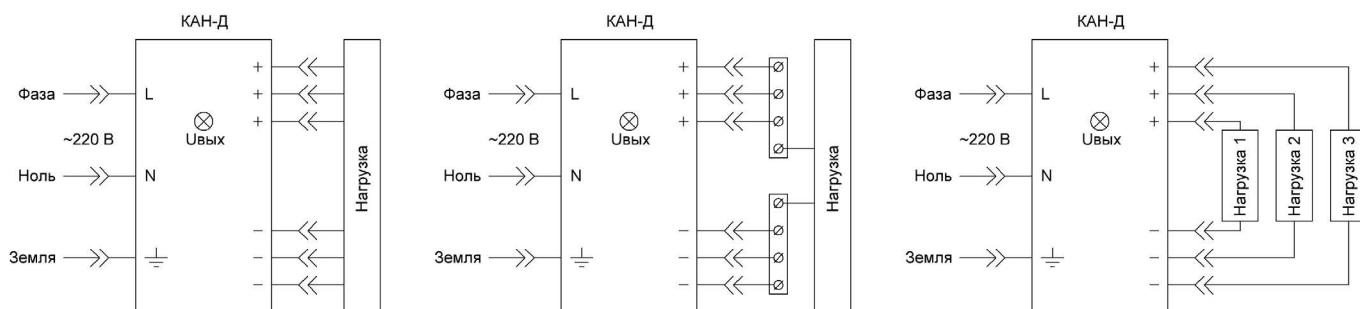 КАН-Д
Фаза
L
~220 В
Uвых
Ноль
N
Земля
+
+
+
−
−
−
Нагрузка
КАН-Д
Фаза
L
~220 В
Uвых
Ноль
N
Земля
+
+
+
−
−
−
Нагрузка
КАН-Д
Фаза
L
~220 В
Uвых
Ноль
N
Земля
+
+
+
−
−
−
Нагрузка 1
Нагрузка 2
Нагрузка 3